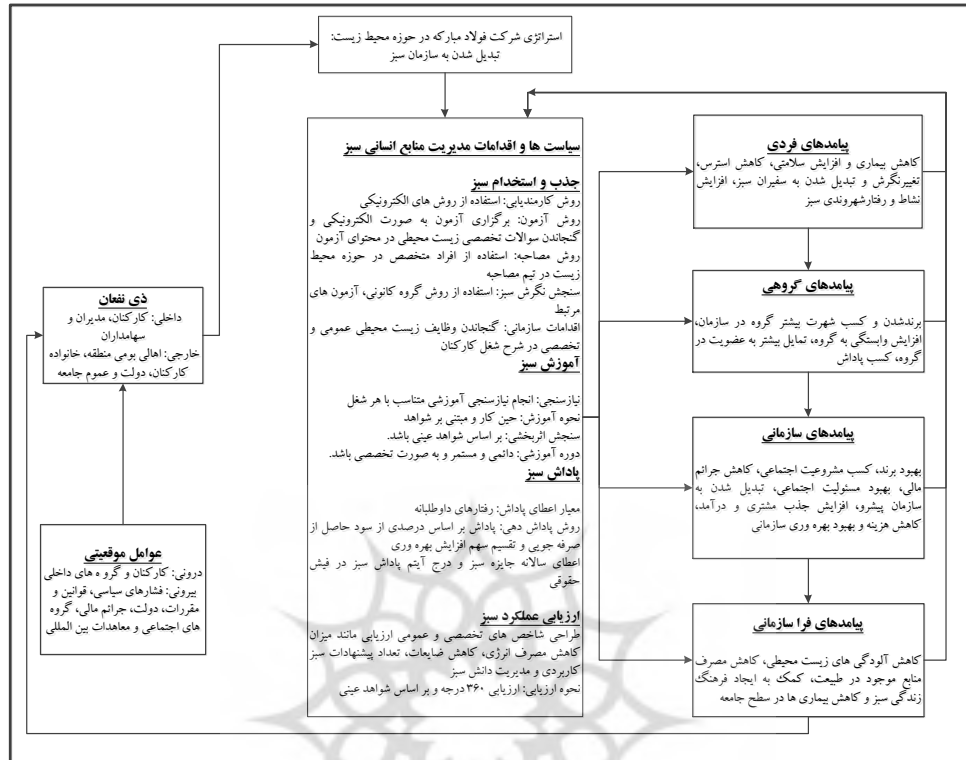 استراتژی شرکت فولاد مبارکه در حوزه محیط زیست:
تبدیل شدن به سازمان سبز
سیاست ها و اقدامات مدیریت منابع انسانی سبز
جذب و استخدام سبز
روش کارمندیابی: استفاده از روش های الکترونیکی
روش آزمون: برگزاری آزمون به صورت الکترونیکی و
گنجاندن سوالات تخصصی زیست محیطی در محتوای آزمون
روش مصاحبه: استفاده از افراد متخصص در حوزه محیط
زیست در تیم مصاحبه
سنجش نگرش سبز: استفاده از روش گروه کانونی، آزمون های
مرتبط
اقدامات سازمانی: گنجاندن وظایف زیست محیطی عمومی و
تخصصی در شرح شغل کارکنان
آموزش سبز
نیازسنجی: انجام نیازسنجی آموزشی متناسب با هر شغل
نحوه آموزش: حین کار و مبتنی بر شواهد
سنجش اثربخشی: بر اساس شواهد عینی باشد.
دوره آموزشی: دائمی و مستمر و به صورت تخصصی باشد.
پاداش سبز
معیار اعطای پاداش: رفتارهای داوطلبانه
روش پاداش دهی: پاداش بر اساس درصدی از سود حاصل از
صرفه جویی و تقسیم سهم افزایش بهره وری
اعطای سالانه جایزه سبز و درج آیتم پاداش سبز در فیش
حقوقی
ارزیابی عملکرد سبز
طراحی شاخص های تخصصی و عمومی ارزیابی مانند میزان
کاهش مصرف انرژی، کاهش ضایعات، تعداد پیشنهادات سبز
کاربردی و مدیریت دانش سبز
نحوه ارزیابی: ارزیابی ۳۶۰ درجه و بر اساس شواهد عینی
پیامدهای فردی
کاهش بیماری و افزایش سلامتی، کاهش استرس،
تغییرنگرش و تبدیل شدن به سفیران سبز، افزایش
نشاط و رفتارشهروندی سبز
پیامدهای گروهی
برندشدن و کسب شهرت بیشتر گروه در سازمان،
افزایش وابستگی به گروه، تمایل بیشتر به عضویت در
گروه، کسب پاداش
پیامدهای سازمانی
بهبود برند، کسب مشروعیت اجتماعی، کاهش جرائم
مالی، بهبود مسئولیت اجتماعی، تبدیل شدن به
سازمان پیشرو، افزایش جذب مشتری و درآمد،
کاهش هزینه و بهبود بهره وری سازمانی
پیامدهای فرا سازمانی
کاهش آلودگی های زیست محیطی، کاهش مصرف
منابع موجود در طبیعت، کمک به ایجاد فرهنگ
زندگی سبز و کاهش بیماری ها در سطح جامعه
ذی نفعان
داخلی: کارکنان، مدیران و
سهامداران
خارجی: اهالی بومی منطقه، خانواده
کارکنان، دولت و عموم جامعه
عوامل موقعیتی
درونی: کارکنان و گرو ه های داخلی
بیرونی: فشارهای سیاسی، قوانین و
مقررات، دولت، جرائم مالی، گروه
های اجتماعی و معاهدات بین المللی